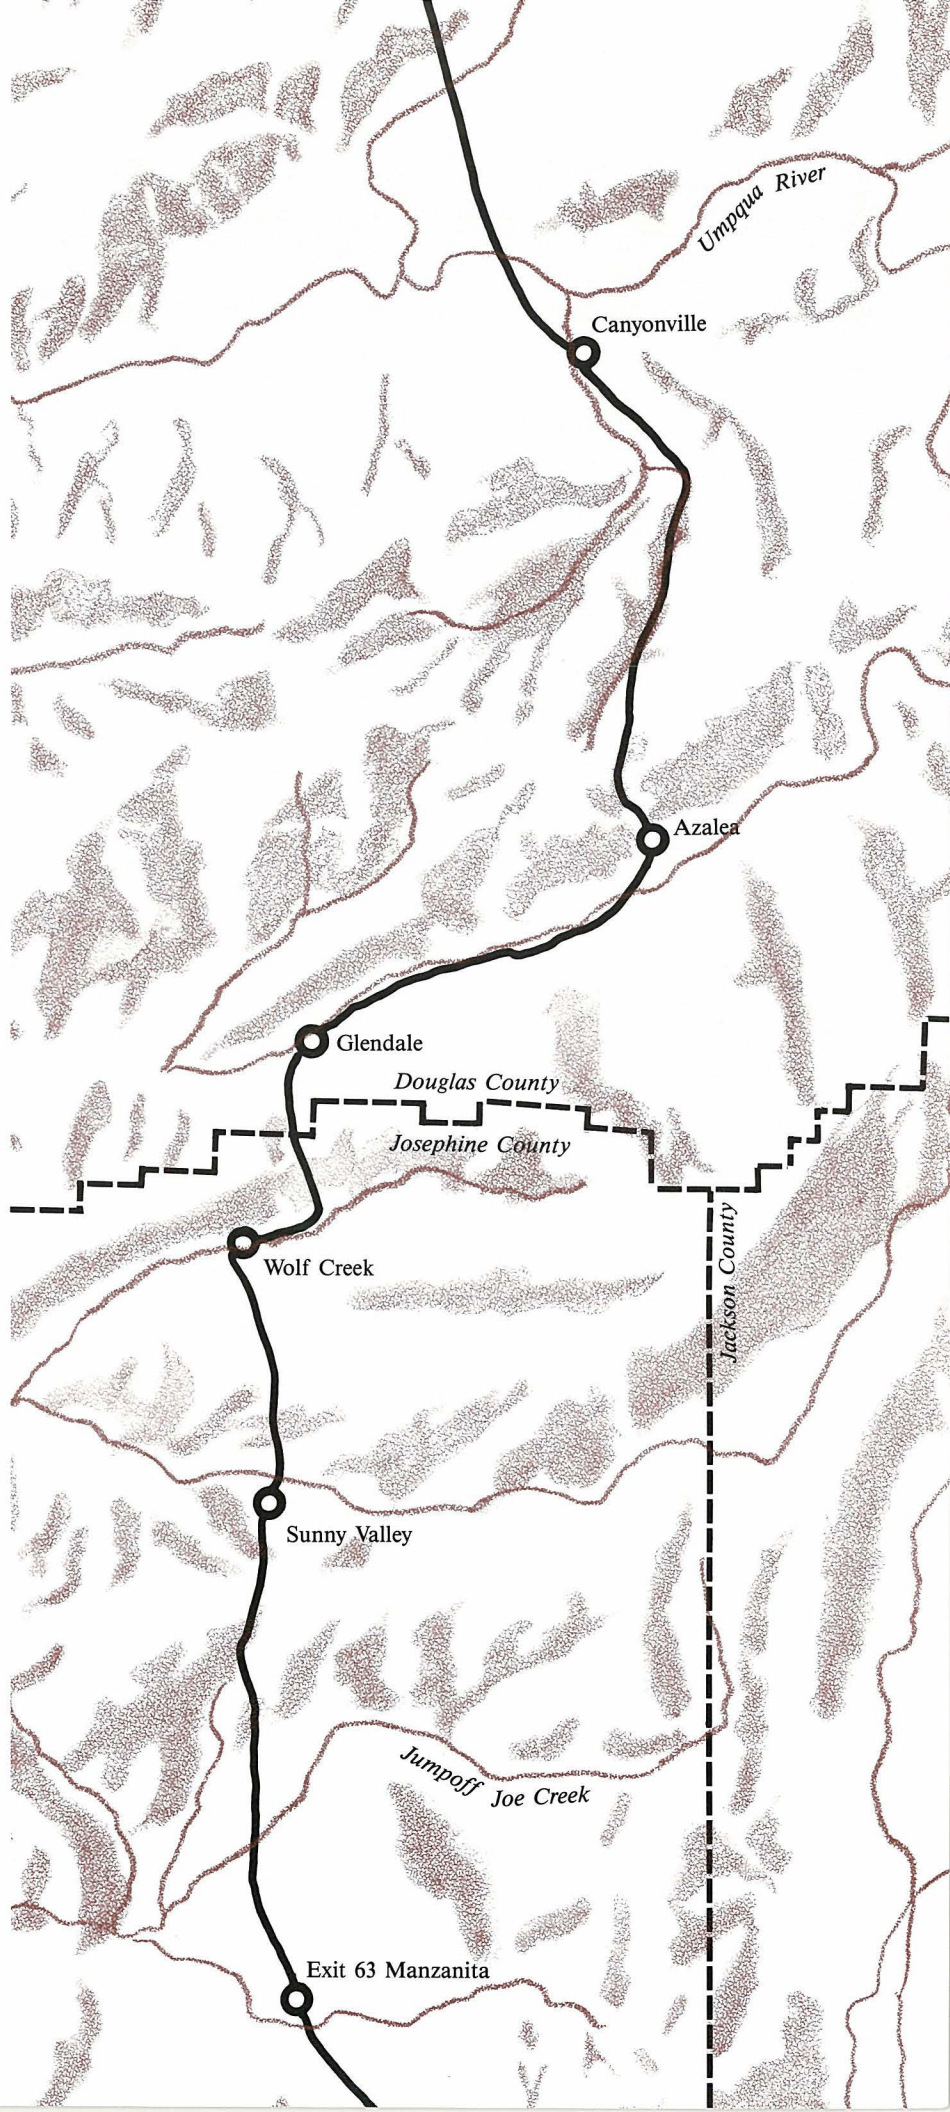 Umpqua River
Canyonville
Azalea
Glendale
Douglas County
Josephine County
Jackson County
Wolf Creek
Sunny Valley
Jumpoff Joe Creek
Exit 63 Manzanita